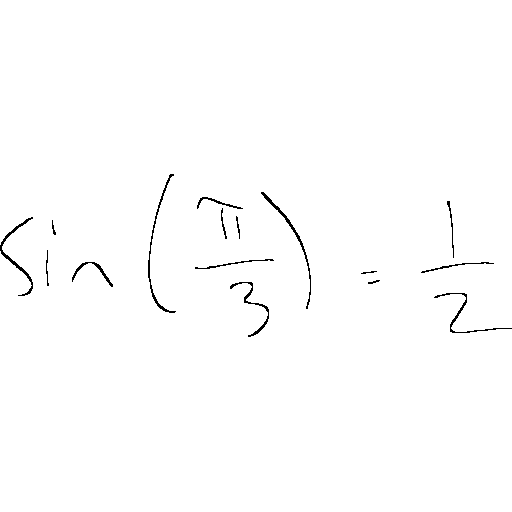 sin(π/3) = 1/2